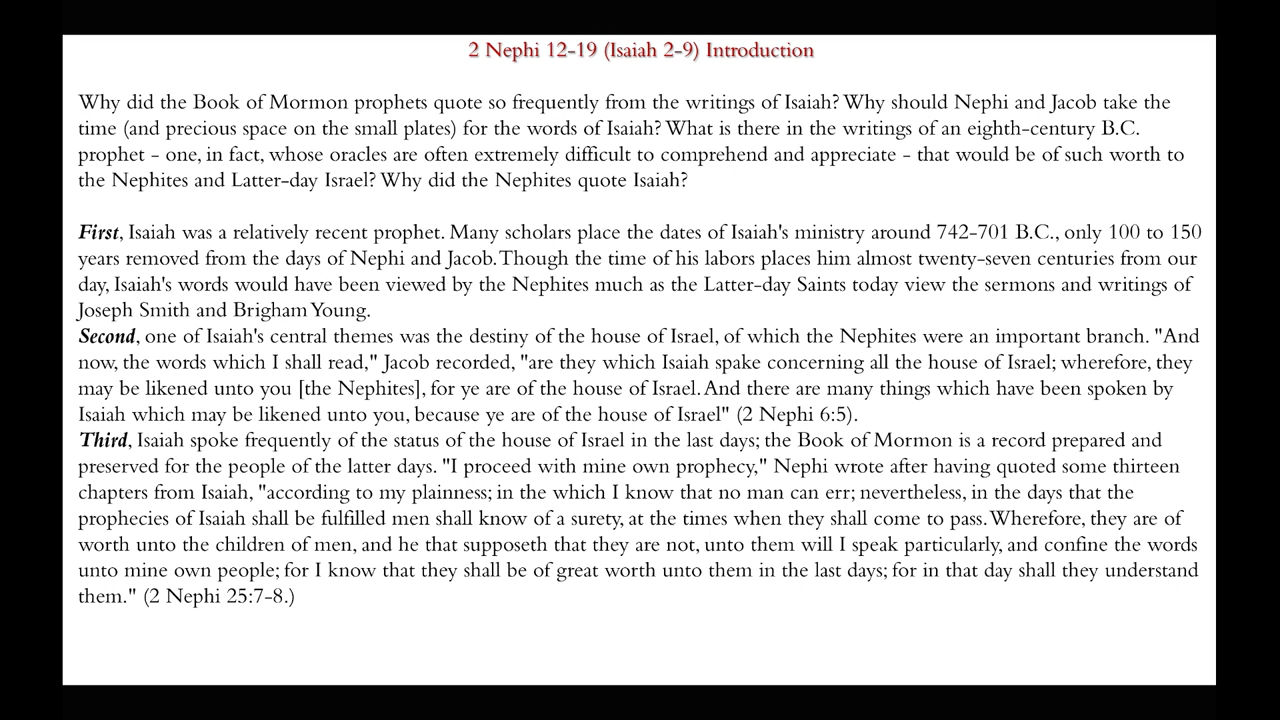 2 Nephi 12-19 (Isaiah 2-9) Introduction
Why did the Book of Mormon prophets quote so frequently from the writings of Isaiah? Why should Nephi and Jacob take the
time (and precious space on the small plates) for the words of Isaiah? What is there in the writings of an eighth-century B.C.
prophet - one, in fact, whose oracles are often extremely difficult to comprehend and appreciate - that would be of such worth to
the Nephites and Latter-day Israel? Why did the Nephites quote Isaiah?
First, Isaiah was a relatively recent prophet. Many scholars place the dates of Isaiah's ministry around 742-701 B.C., only 100 to 150
years removed from the days of Nephi and Jacob. Though the time of his labors places him almost twenty-seven centuries from our
day, Isaiah's words would have been viewed by the Nephites much as the Latter-day Saints today view the sermons and writings of
Joseph Smith and Brigham Young.
Second, one of Isaiah's central themes was the destiny of the house of Israel, of which the Nephites were an important branch. "And
now, the words which I shall read," Jacob recorded, "are they which Isaiah spake concerning all the house of Israel; wherefore, they
may be likened unto you [the Nephites], for ye are of the house of Israel. And there are many things which have been spoken by
Isaiah which may be likened unto you, because ye are of the house of Israel" (2 Nephi 6:5).
Third, Isaiah spoke frequently of the status of the house of Israel in the last days; the Book of Mormon is a record prepared and
preserved for the people of the latter days. "I proceed with mine own prophecy," Nephi wrote after having quoted some thirteen
chapters from Isaiah, "according to my plainness; in the which I know that no man can err; nevertheless, in the days that the
prophecies of Isaiah shall be fulfilled men shall know of a surety, at the times when they shall come to pass. Wherefore, they are of
worth unto the children of men, and he that supposeth that they are not, unto them will I speak particularly, and confine the words
unto mine own people; for I know that they shall be of great worth unto them in the last days; for in that day shall they understand
them." (2 Nephi 25:7-8.)